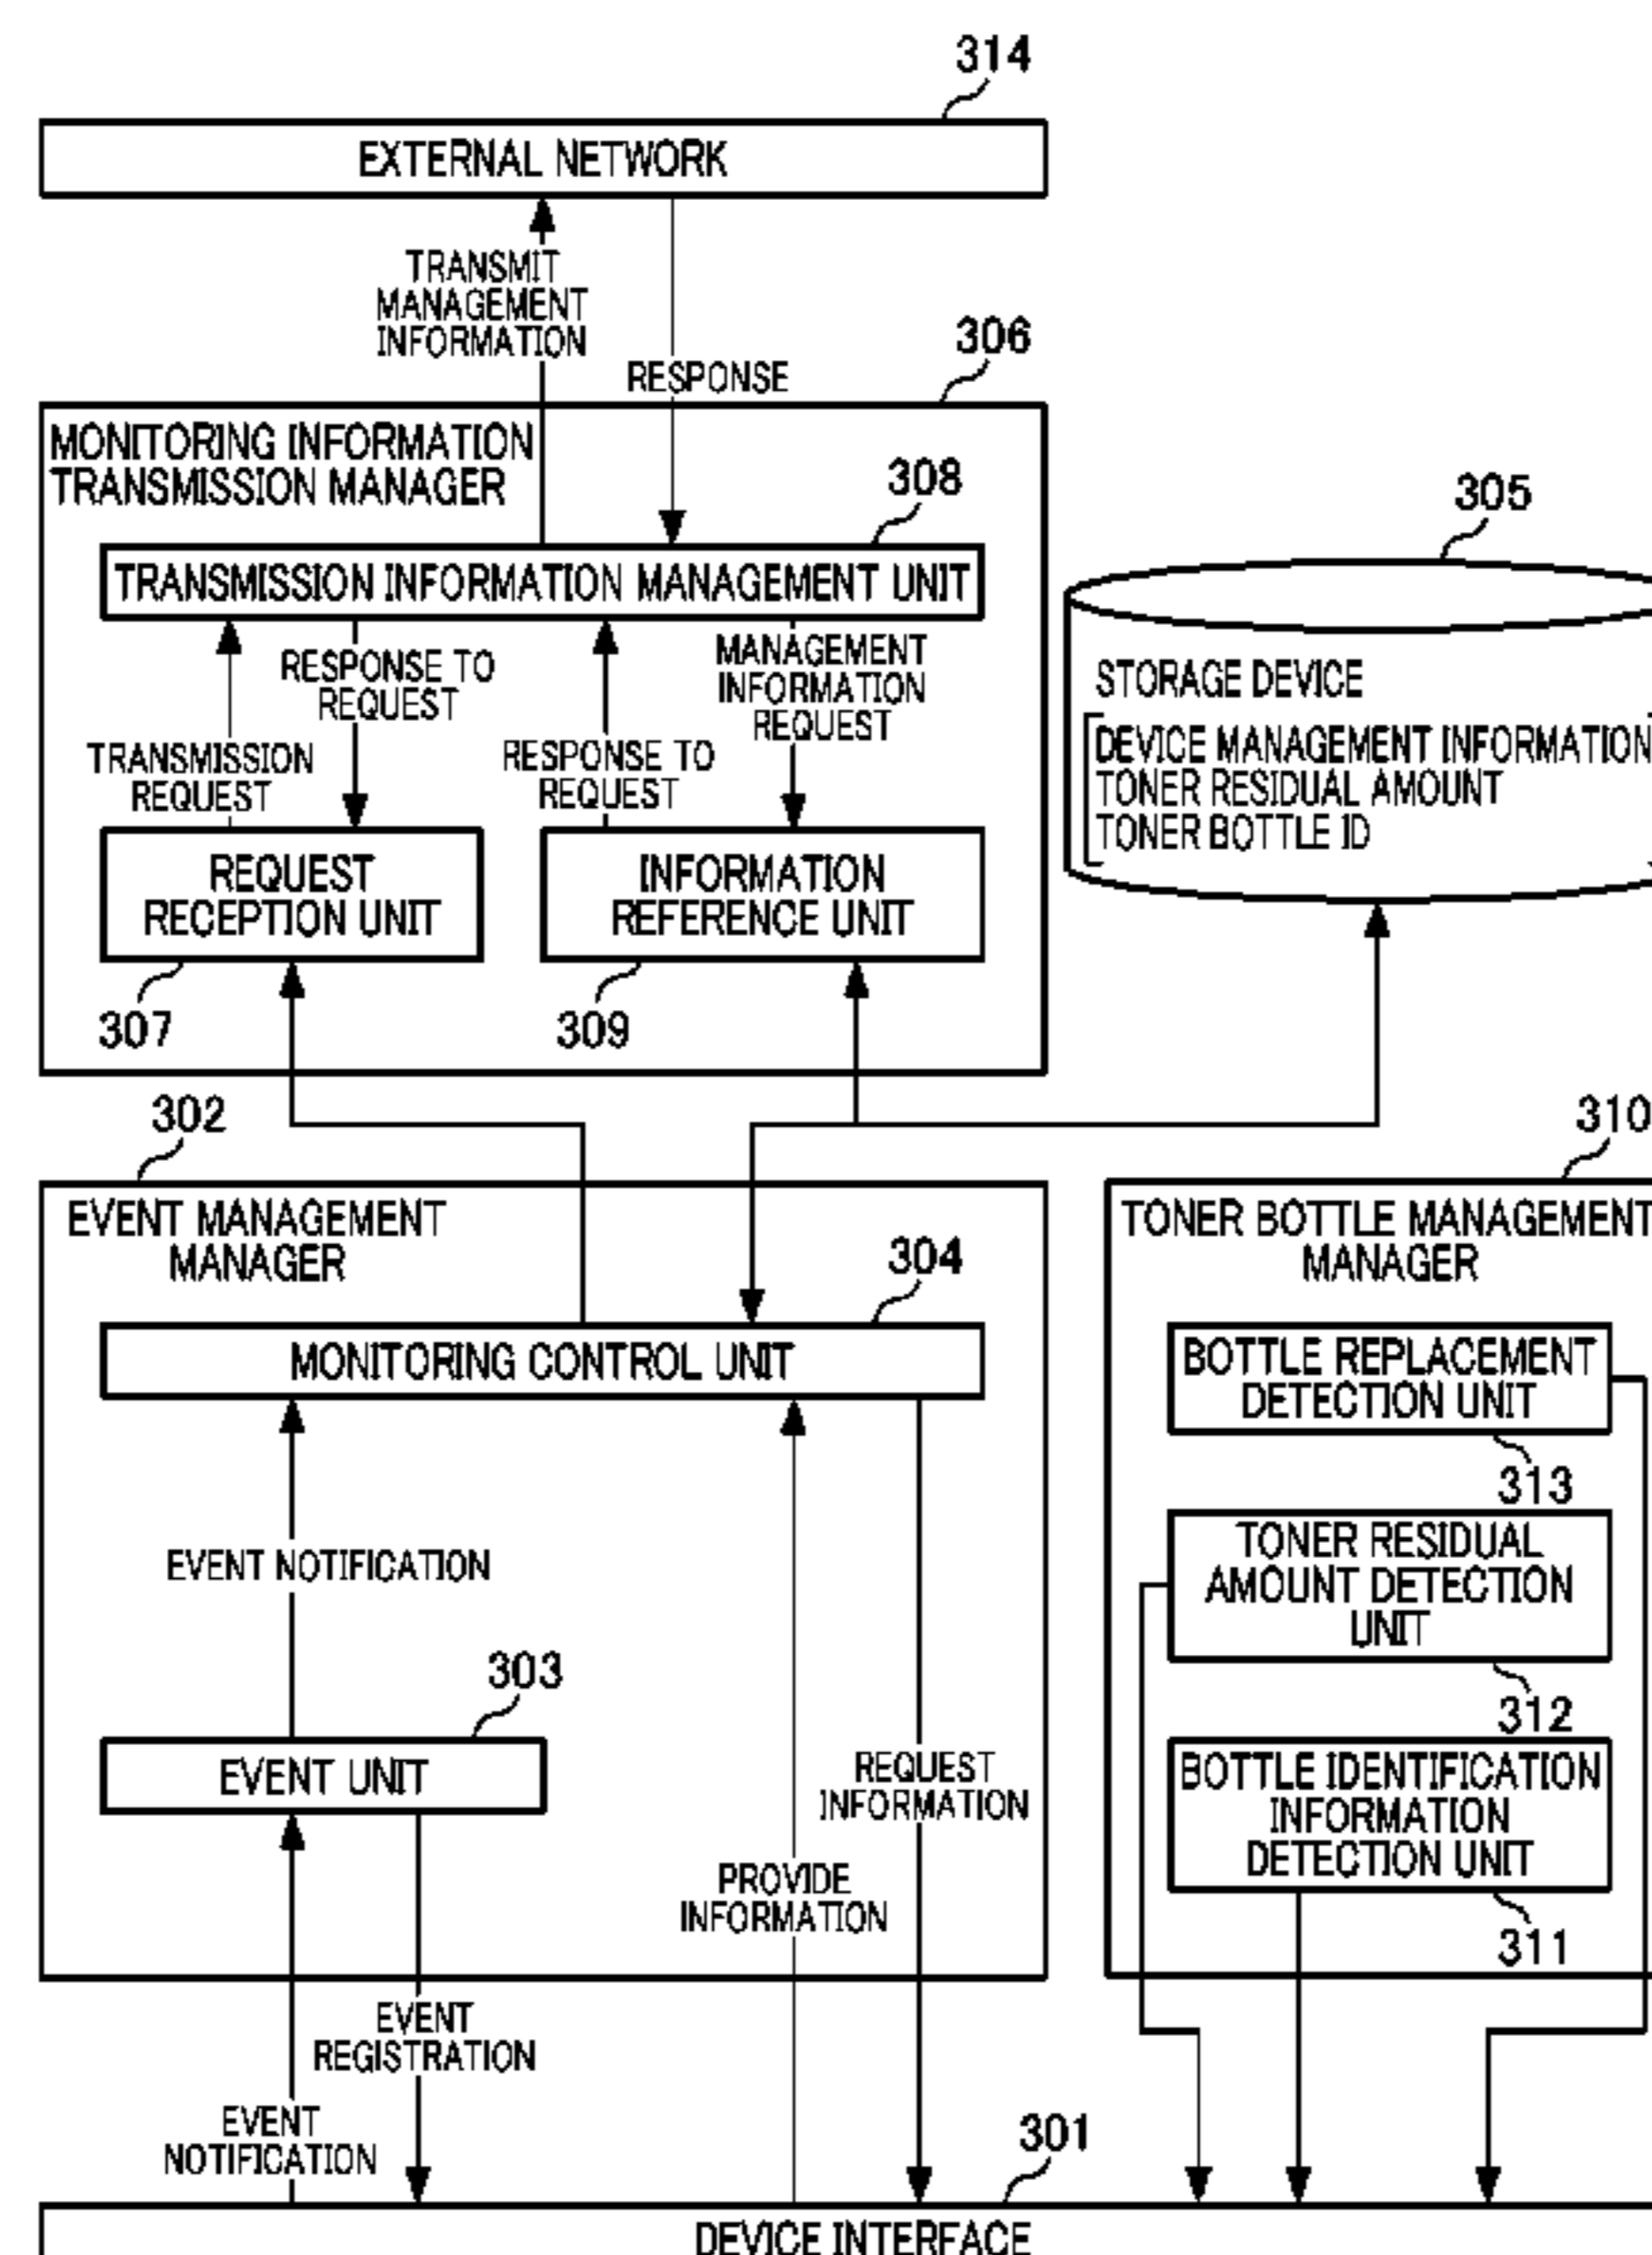 314
EXTERNAL NETWORK
TRANSMIT
MANAGEMENT
INFORMATION
RESPONSE
306
MONITORING INFORMATION
TRANSMISSION MANAGER
308
TRANSMISSION INFORMATION MANAGEMENT UNIT
RESPONSE TO
REQUEST
MANAGEMENT
INFORMATION
REQUEST
TRANSMISSION
REQUEST
RESPONSE TO
REQUEST
REQUEST
RECEPTION UNIT
INFORMATION
REFERENCE UNIT
307
309
305
STORAGE DEVICE
DEVICE MANAGEMENT INFORMATION
TONER RESIDUAL AMOUNT
TONER BOTTLE ID
302
EVENT MANAGEMENT
MANAGER
304
MONITORING CONTROL UNIT
EVENT NOTIFICATION
303
EVENT UNIT
REQUEST
INFORMATION
PROVIDE
INFORMATION
EVENT
REGISTRATION
EVENT
NOTIFICATION
310
TONER BOTTLE MANAGEMENT
MANAGER
BOTTLE REPLACEMENT
DETECTION UNIT
313
TONER RESIDUAL
AMOUNT DETECTION
UNIT
312
BOTTLE IDENTIFICATION
INFORMATION
DETECTION UNIT
311
301
DEVICE INTERFACE